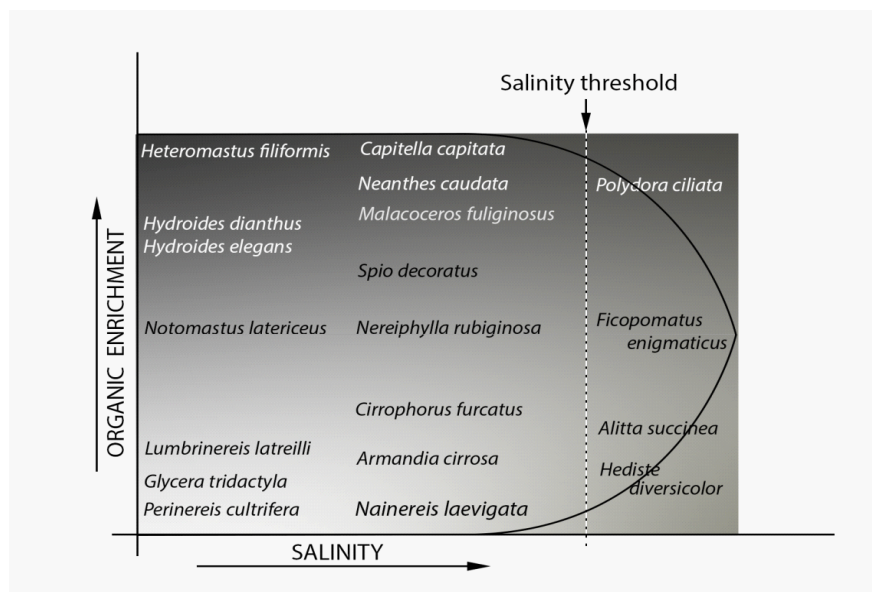 Salinity threshold
Heteromastus filiformis
Capitella capitata
Neanthes caudata
Polydora ciliata
Malacoceros fuliginosus
Hydroides dianthus
Hydroides elegans
Spio decoratus
Notomastus latericeus
Nereiphylla rubiginosa
Ficopomatus
enigmaticus
Cirrophorus furcatus
Alitta succinea
Lumbrinereis latreilli
Armandia cirrosa
Hediste
diversicolor
Glycera tridactyla
Perinereis cultrifera
Nainereis laevigata
ORGANIC ENRICHMENT
SALINITY